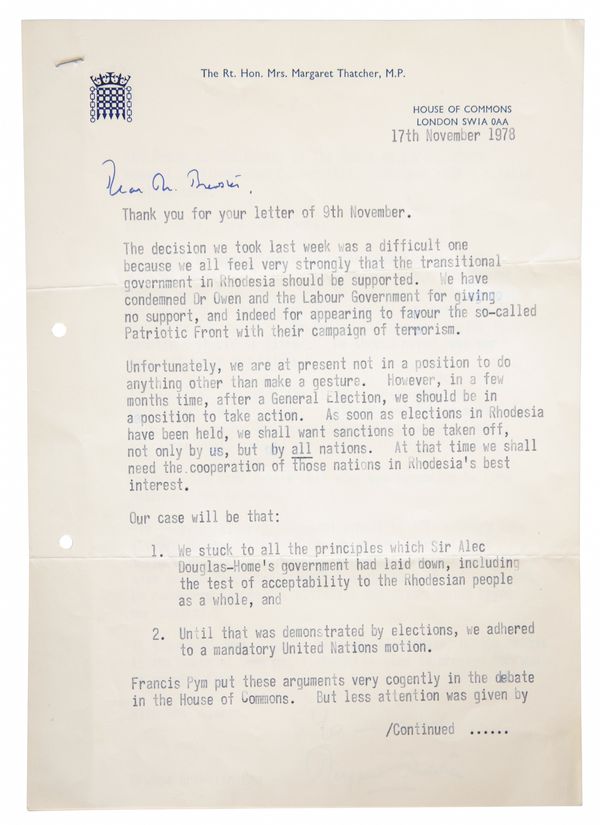 The Rt. Hon. Mrs. Margaret Thatcher, M.P.
HOUSE OF COMMONS
LONDON SW1A 0AA
17th November 1978
Dear Mr.
Thank you for your letter of 9th November.
The decision we took last week was a difficult one
because we all feel very strongly that the transitional
government in Rhodesia should be supported. We have
condemned Dr Owen and the Labour Government for giving
no support, and indeed for appearing to favour the so-called
Patriotic Front with their campaign of terrorism.
Unfortunately, we are at present not in a position to do
anything other than make a gesture. However, in a few
months time, after a General Election, we should be in
a position to take action. As soon as elections in Rhodesia
have been held, we shall want sanctions to be taken off,
not only by us, but by all nations. At that time we shall
need the cooperation of those nations in Rhodesia's best
interest.
Our case will be that:
1. We stuck to all the principles which Sir Alec
Douglas-Home's government had laid down, including
the test of acceptability to the Rhodesian people
as a whole, and
2. Until that was demonstrated by elections, we adhered
to a mandatory United Nations motion.
Francis Pym put these arguments very cogently in the debate
in the House of Commons. But less attention was given by
/Continued ......